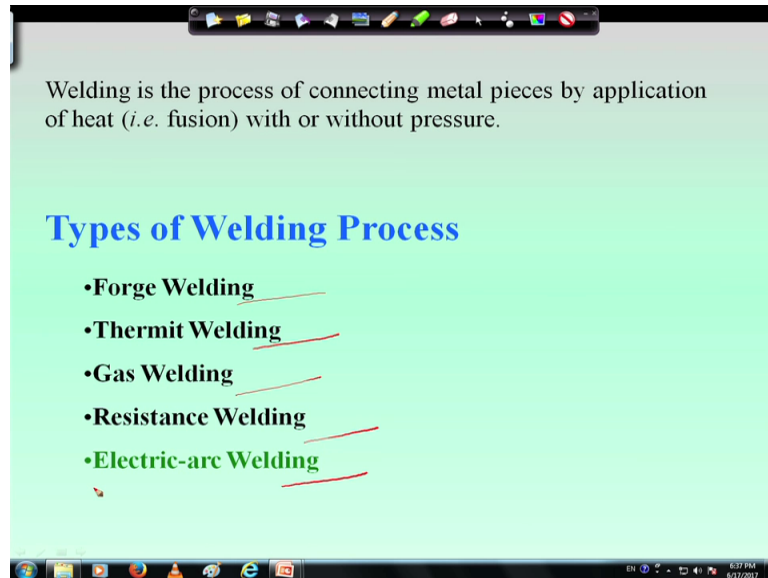 Welding is the process of connecting metal pieces by application
of heat (i.e. fusion) with or without pressure.
Types of Welding Process
•Forge Welding
•Thermit Welding
•Gas Welding
•Resistance Welding
•Electric-arc Welding
EN
6:37 PM
6/17/2017